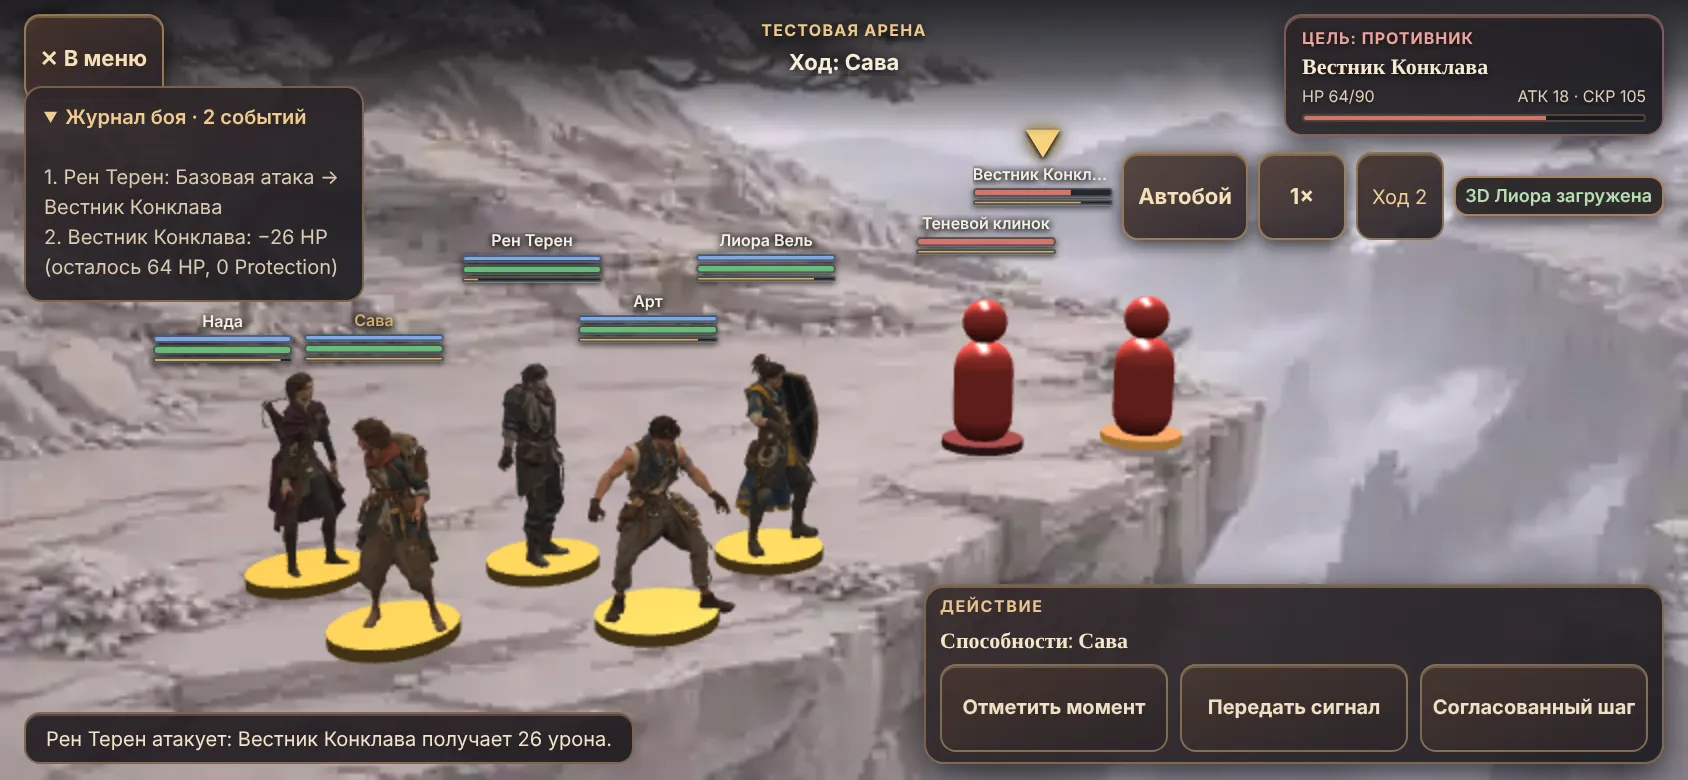 × В меню
ТЕСТОВАЯ АРЕНА
Ход: Сава
ЦЕЛЬ: ПРОТИВНИК
Вестник Конклава
HP 64/90
АТК 18 · СКР 105
▼ Журнал боя · 2 событий
1. Рен Терен: Базовая атака →
Вестник Конклава
2. Вестник Конклава: −26 HP
(осталось 64 HP, 0 Protection)
Вестник Конкл...
Теневой клинок
Автобой
1×
Ход 2
3D Лиора загружена
Рен Терен
Лиора Вель
Арт
Нада
Сава
ДЕЙСТВИЕ
Способности: Сава
Отметить момент
Передать сигнал
Согласованный шаг
Рен Терен атакует: Вестник Конклава получает 26 урона.